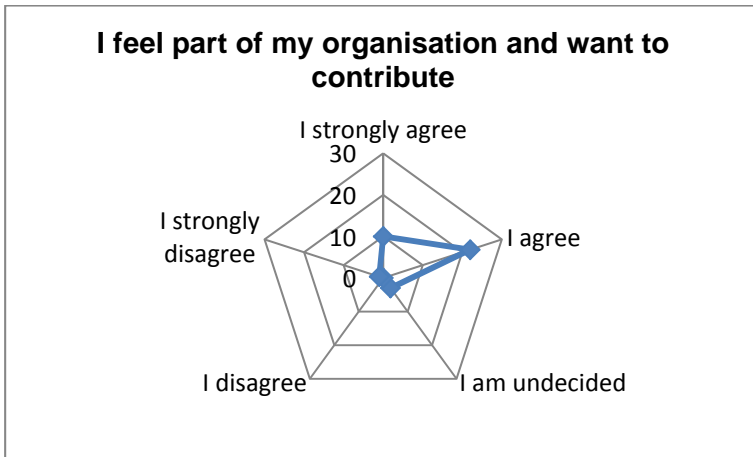 I feel part of my organisation and want to
contribute
I strongly agree
30
20
10
0
I agree
I am undecided
I disagree
I strongly
disagree